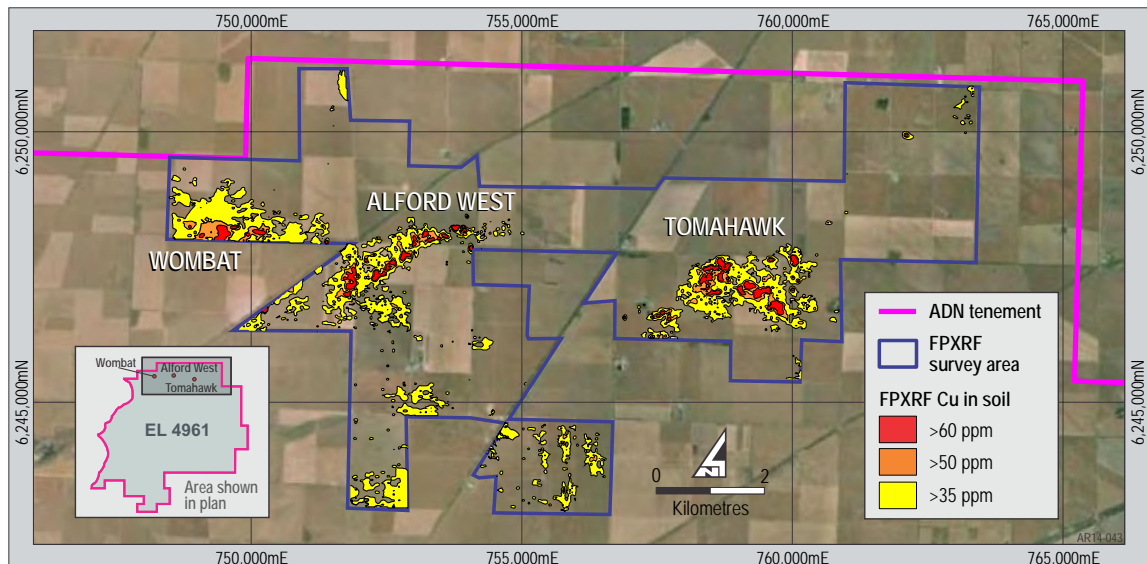 750,000mE 755,000mE 760,000mE 765,000mE
6,250,000mN
6,250,000mN
ALFORD WEST
TOMAHAWK
WOMBAT
ADN tenement
FPXRF
survey area
FPXRF Cu in soil
>60 ppm
>50 ppm
>35 ppm
Wombat
Alford West
Tomahawk
EL 4961
Area shown
in plan
6,245,000mN
6,245,000mN
N
0 2
Kilometres
AR14-043
750,000mE 755,000mE 760,000mE 765,000mE